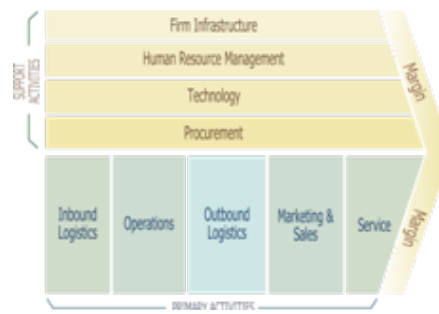 Firm Infrastructure
Human Resource Management
Technology
Procurement
SUPPORT
ACTIVITIES
Margin
Inbound
Logistics
Operations
Outbound
Logistics
Marketing &
Sales
Service
Margin
PRIMARY ACTIVITIES